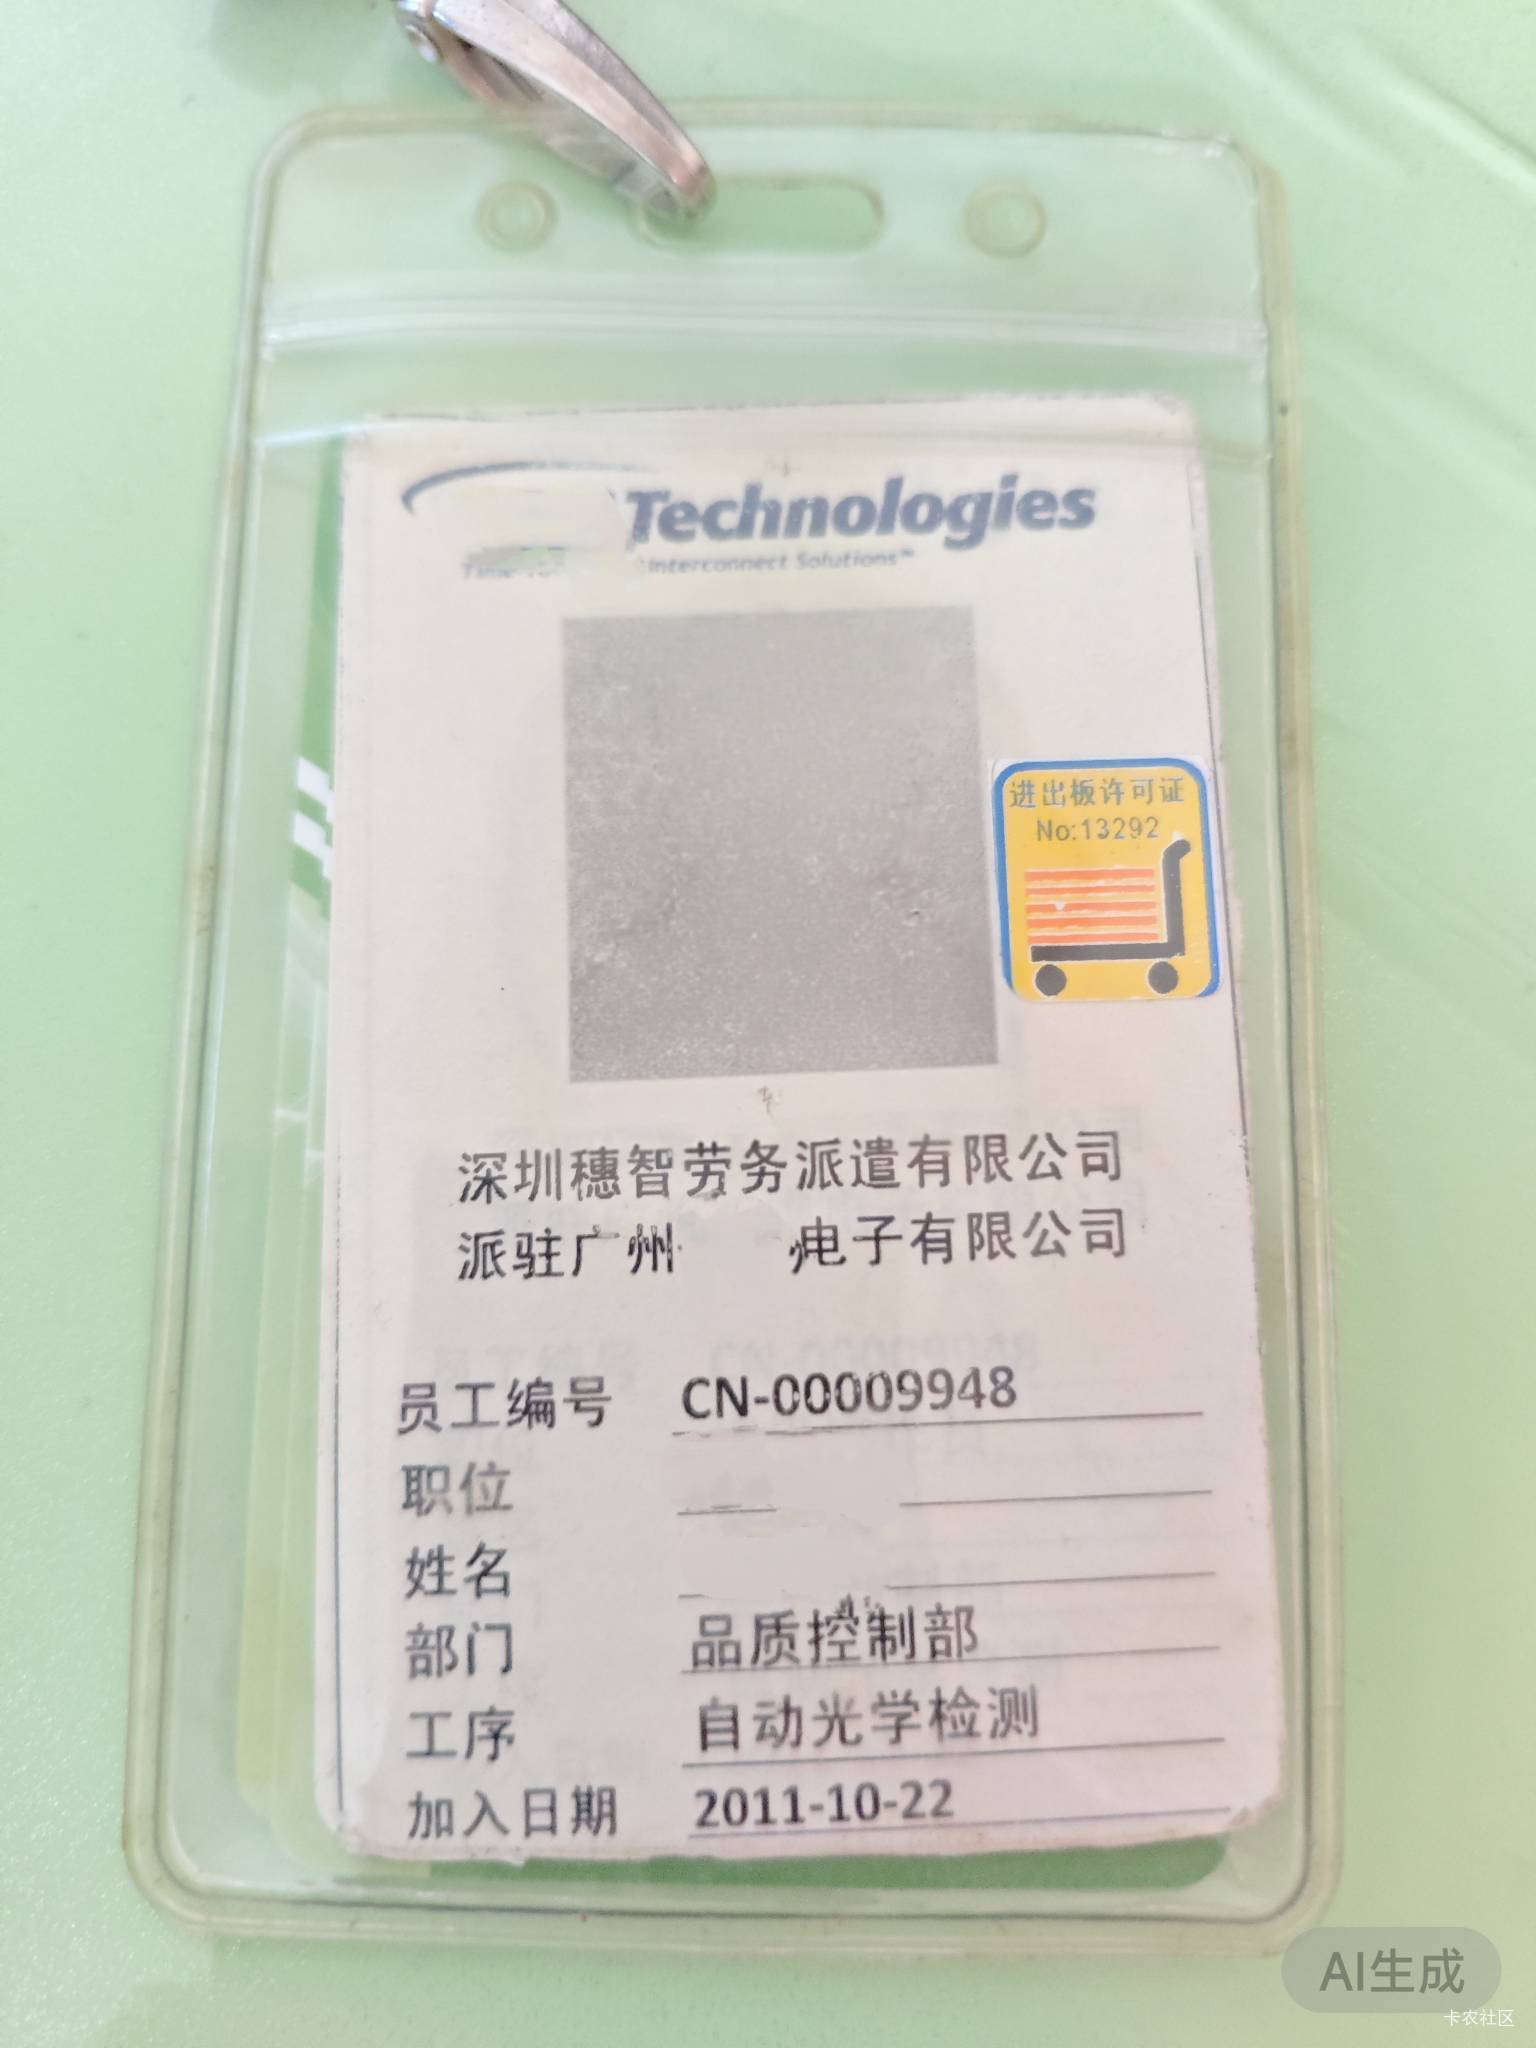 Technologies
Interconnect Solutions™
进出板许可证
No:13292
深圳穗智劳务派遣有限公司
派驻广州 电子有限公司
员工编号 CN-00009948
职位
姓名
部门 品质控制部
工序 自动光学检测
加入日期 2011-10-22
AI生成
卡农社区